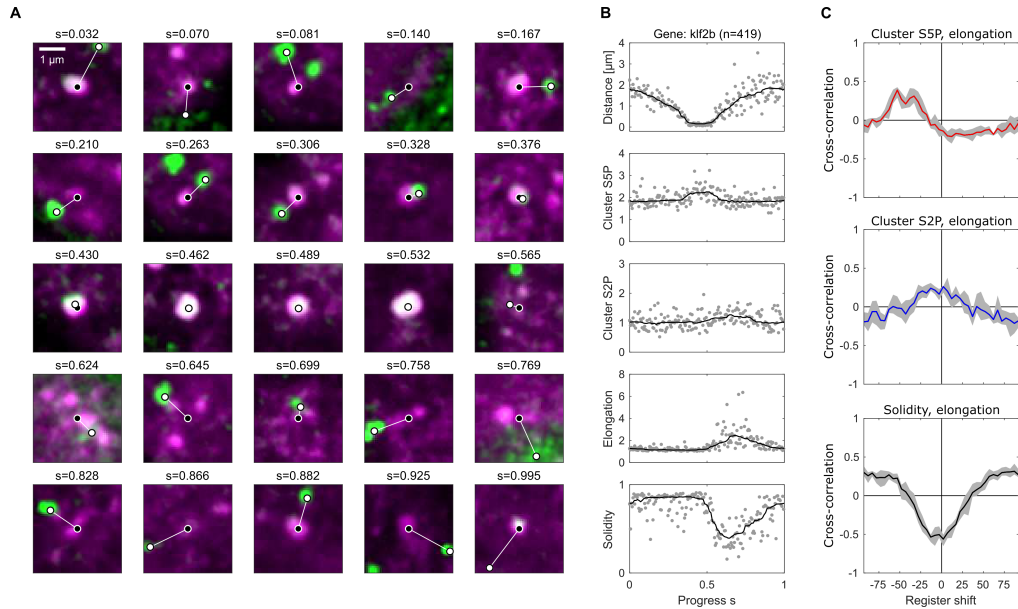 A
s=0.032
s=0.070
s=0.081
s=0.140
s=0.167
1 µm
s=0.210
s=0.263
s=0.306
s=0.328
s=0.376
s=0.430
s=0.462
s=0.489
s=0.532
s=0.565
s=0.624
s=0.645
s=0.699
s=0.758
s=0.769
s=0.828
s=0.866
s=0.882
s=0.925
s=0.995
B
Gene: klf2b (n=419)
Distance [µm]
4
3
2
1
0
Cluster S5P
4
3
2
1
0
Cluster S2P
3
2
1
0
Elongation
8
6
4
2
0
Solidity
1
0.5
0
0
0.5
1
Progress s
C
Cluster S5P, elongation
Cross-correlation
1
0.5
0
-0.5
-1
Cluster S2P, elongation
Cross-correlation
1
0.5
0
-0.5
-1
Solidity, elongation
Cross-correlation
1
0.5
0
-0.5
-1
-75
-50
-25
0
25
50
75
Register shift